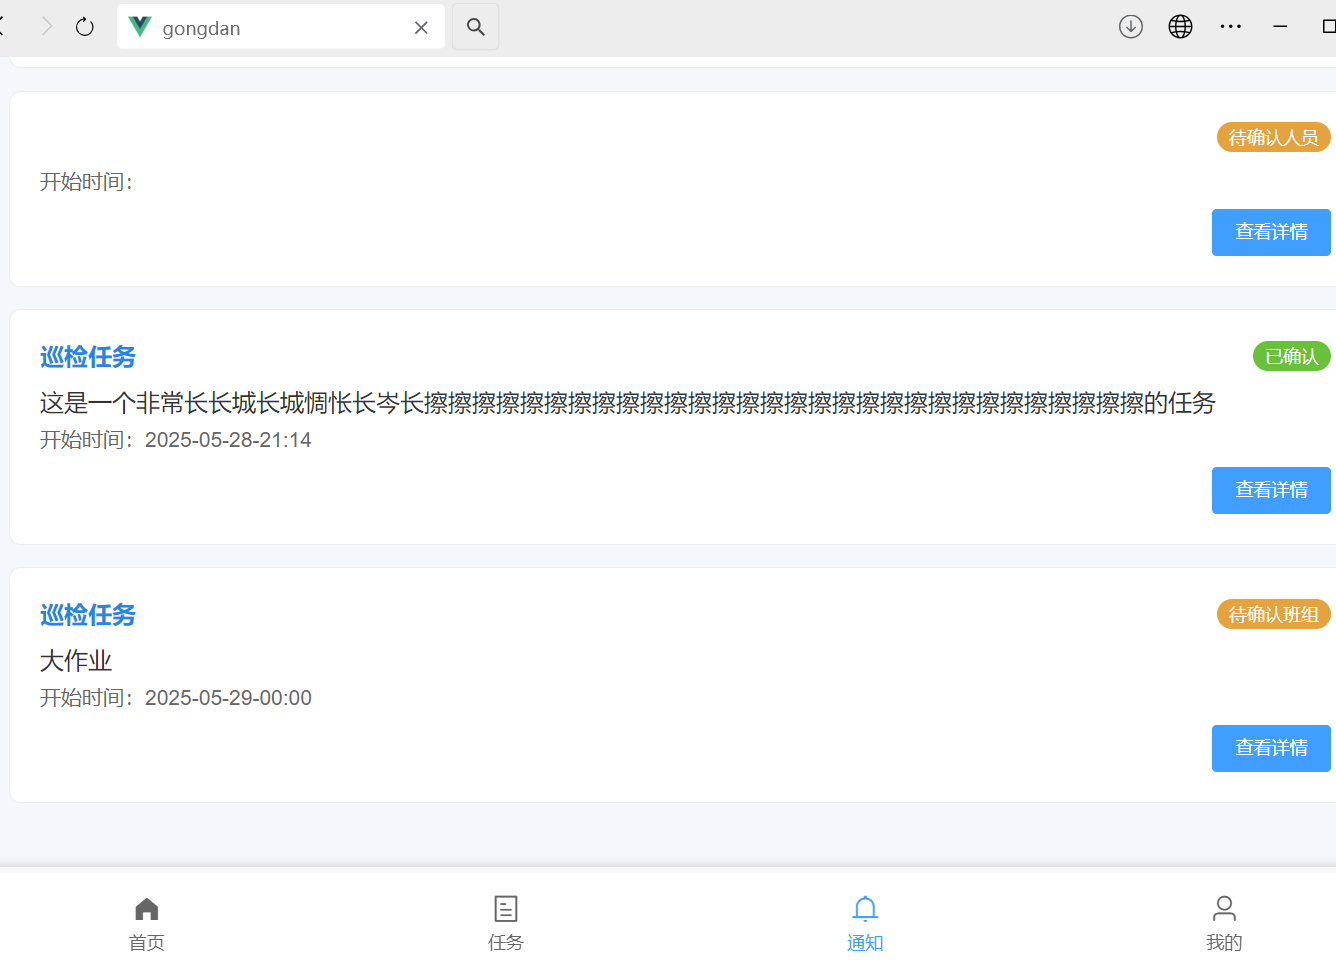 gongdan
待确认人员
开始时间：
查看详情
巡检任务
已确认
这是一个非常长长城长城惆怅长岑长擦擦擦擦擦擦擦擦擦擦擦擦擦擦擦擦擦擦擦擦擦擦擦擦擦擦擦擦擦擦的任务
开始时间：2025-05-28-21:14
查看详情
巡检任务
待确认班组
大作业
开始时间：2025-05-29-00:00
查看详情
首页
任务
通知
我的